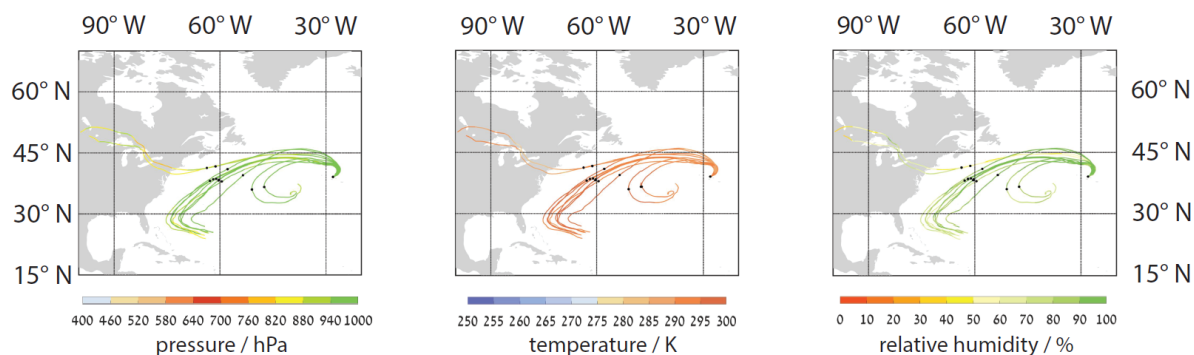 90° W 60° W 30° W 90° W 60° W 30° W 90° W 60° W 30° W
60° N 60° N
45° N 45° N
30° N 30° N
15° N 15° N
400 460 520 580 640 700 760 820 880 940 1000 250 255 260 265 270 275 280 285 290 295 300 0 10 20 30 40 50 60 70 80 90 100
pressure / hPa temperature / K relative humidity / %